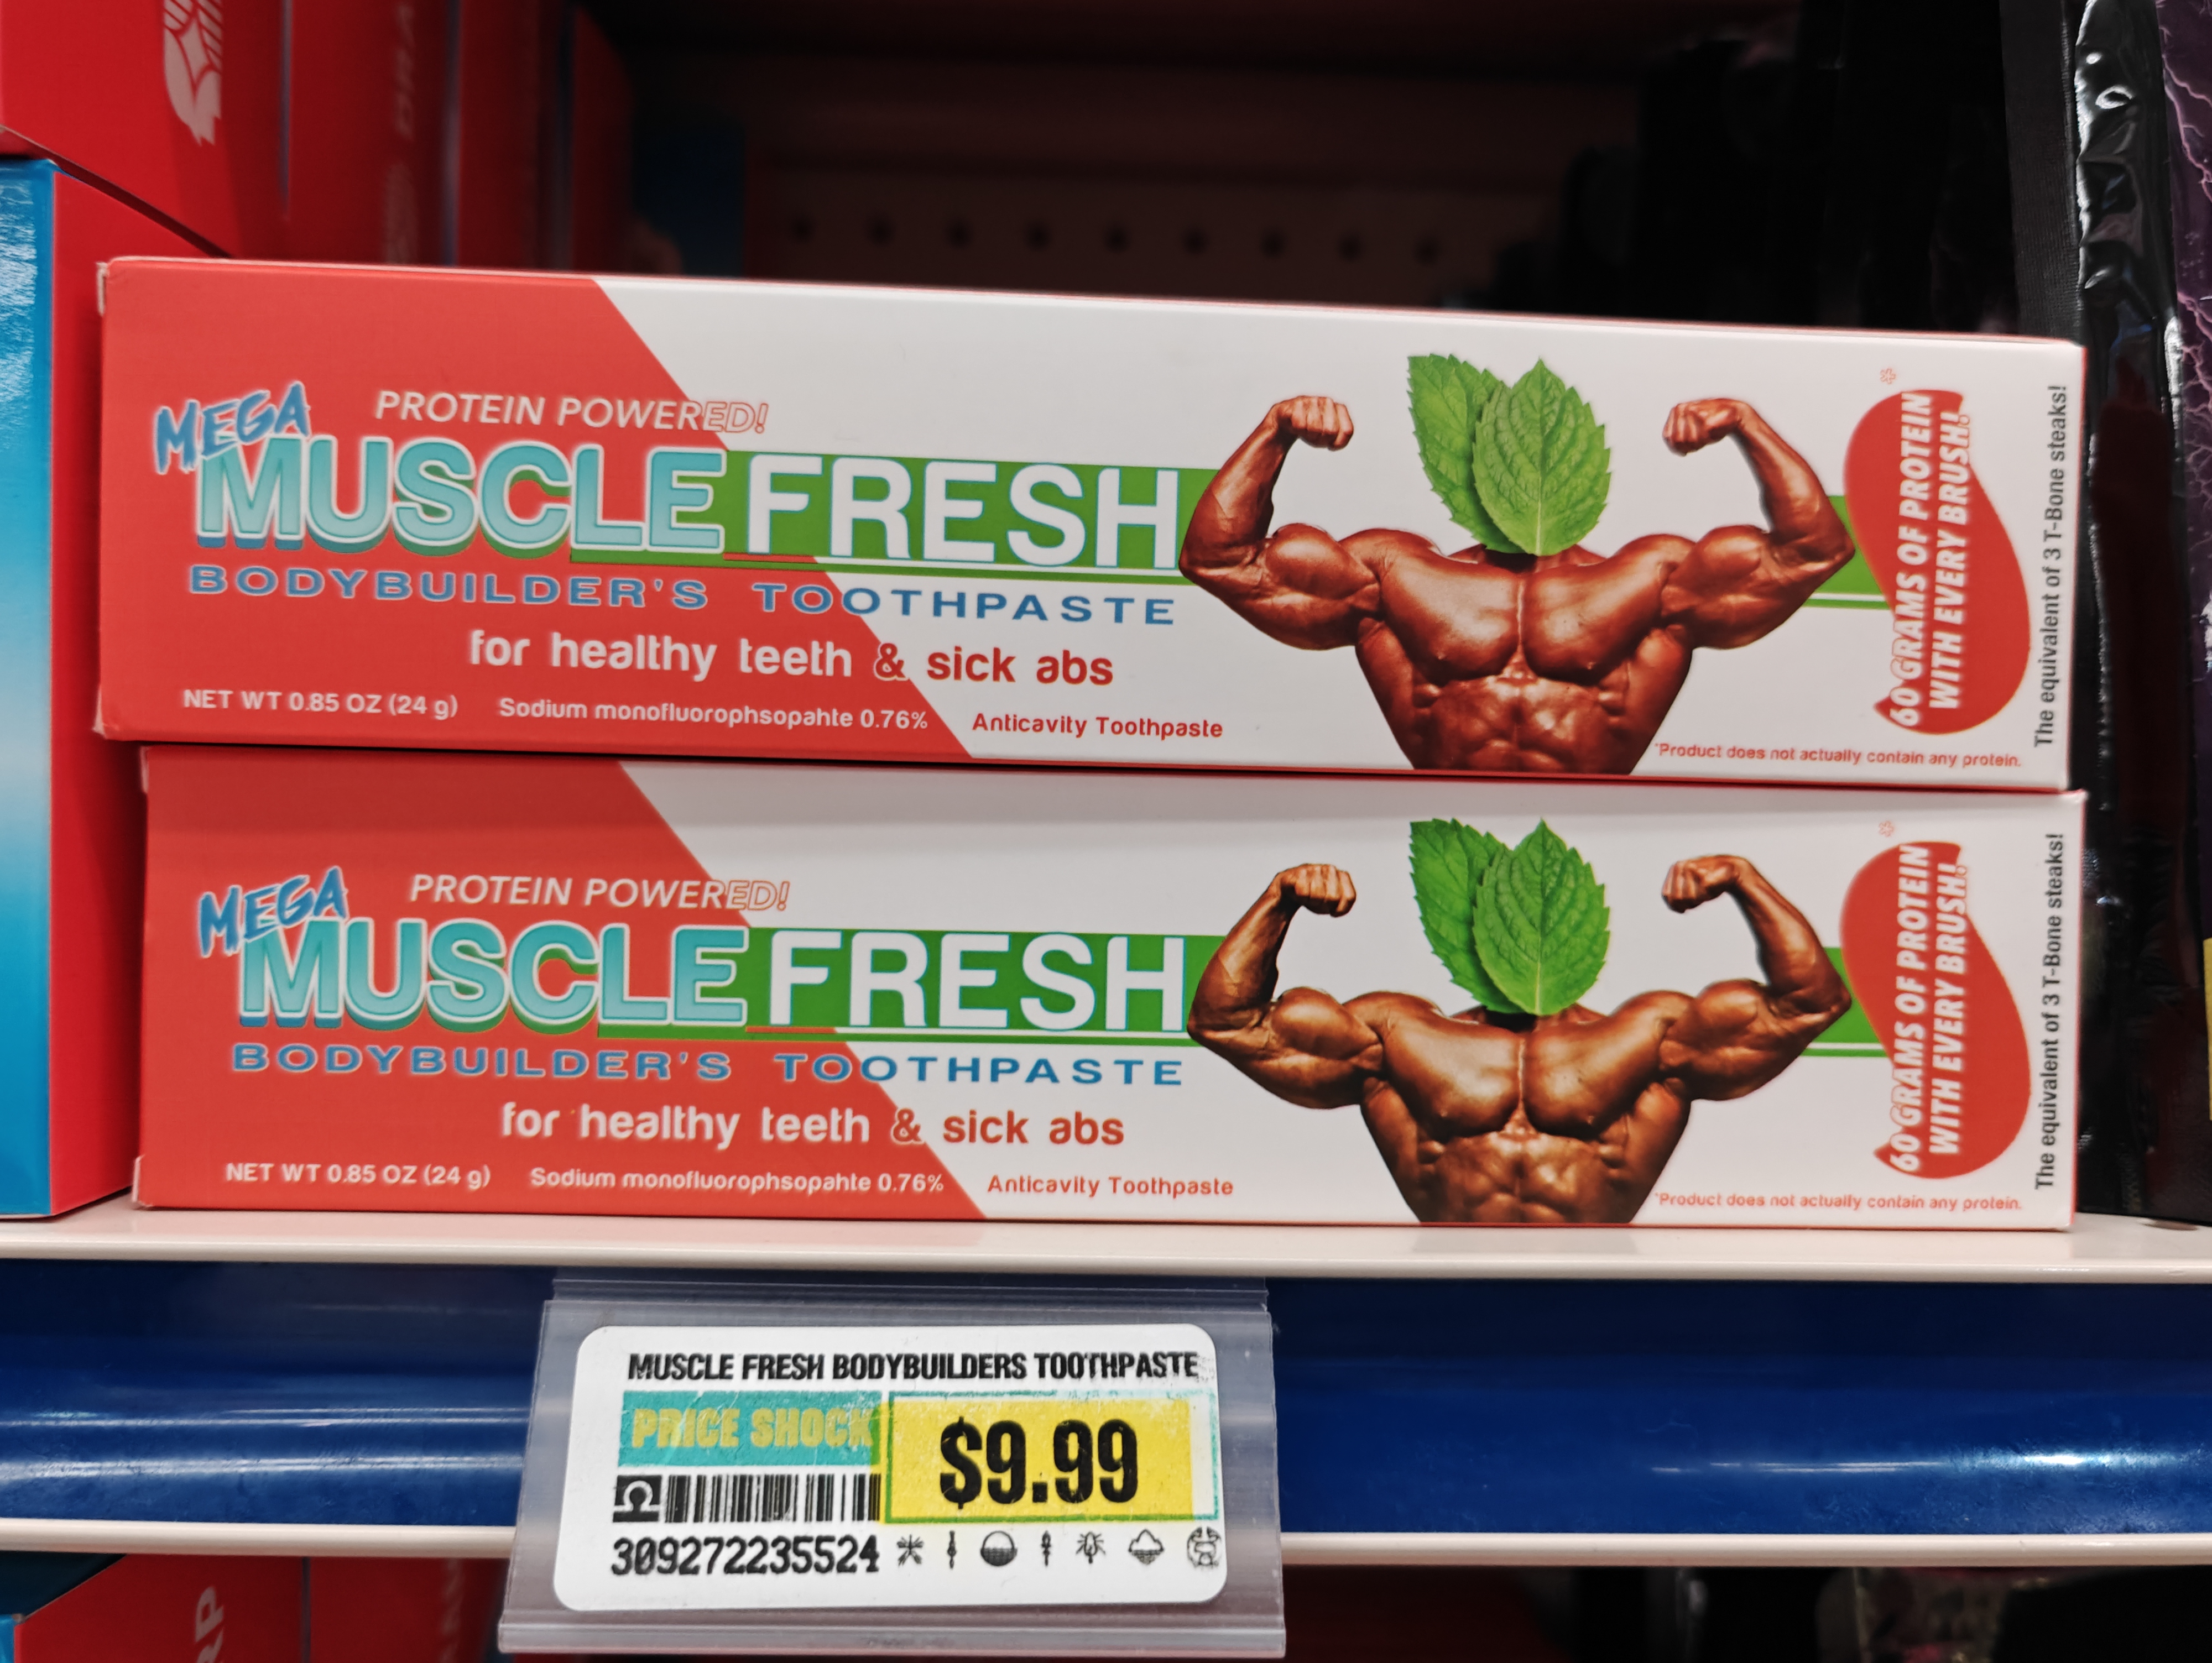 MEGA
PROTEIN POWERED!
MUSCLE FRESH
BODYBUILDER'S TOOTHPASTE
for healthy teeth & sick abs
NET WT 0.85 OZ (24 g) Sodium monofluorophsopahte 0.76% Anticavity Toothpaste
*
60 GRAMS OF PROTEIN
WITH EVERY BRUSH!
The equivalent of 3 T-Bone steaks!
*Product does not actually contain any protein.
MEGA
PROTEIN POWERED!
MUSCLE FRESH
BODYBUILDER'S TOOTHPASTE
for healthy teeth & sick abs
NET WT 0.85 OZ (24 g) Sodium monofluorophsopahte 0.76% Anticavity Toothpaste
*
60 GRAMS OF PROTEIN
WITH EVERY BRUSH!
The equivalent of 3 T-Bone steaks!
*Product does not actually contain any protein.
MUSCLE FRESH BODYBUILDERS TOOTHPASTE
PRICE SHOCK
$9.99
309272235524